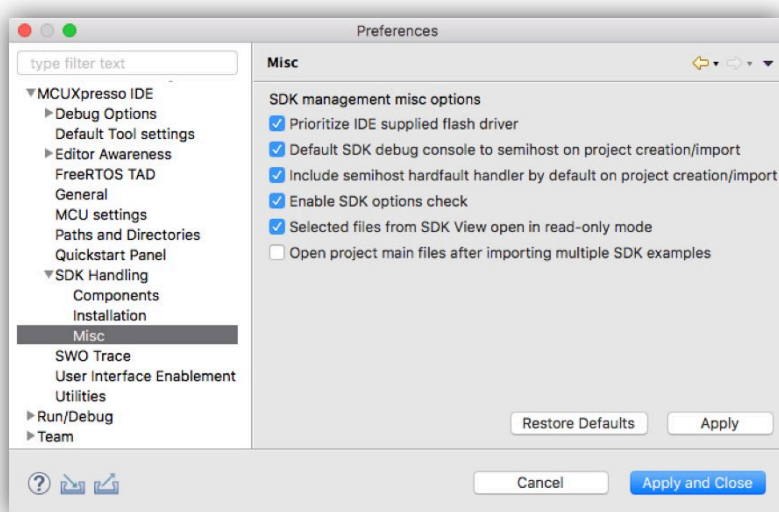 Preferences
type filter text
MCUXpresso IDE
Debug Options
Default Tool settings
Editor Awareness
FreeRTOS TAD
General
MCU settings
Paths and Directories
Quickstart Panel
SDK Handling
Components
Installation
Misc
SWO Trace
User Interface Enablement
Utilities
Run/Debug
Team
Misc
SDK management misc options
Prioritize IDE supplied flash driver
Default SDK debug console to semihost on project creation/import
Include semihost hardfault handler by default on project creation/import
Enable SDK options check
Selected files from SDK View open in read-only mode
Open project main files after importing multiple SDK examples
Restore Defaults Apply
? Cancel Apply and Close